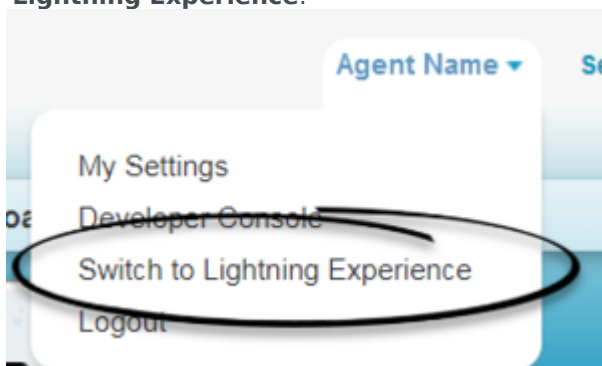 Lightning Experience.
Agent Name
My Settings
Developer Console
Switch to Lightning Experience
Logout